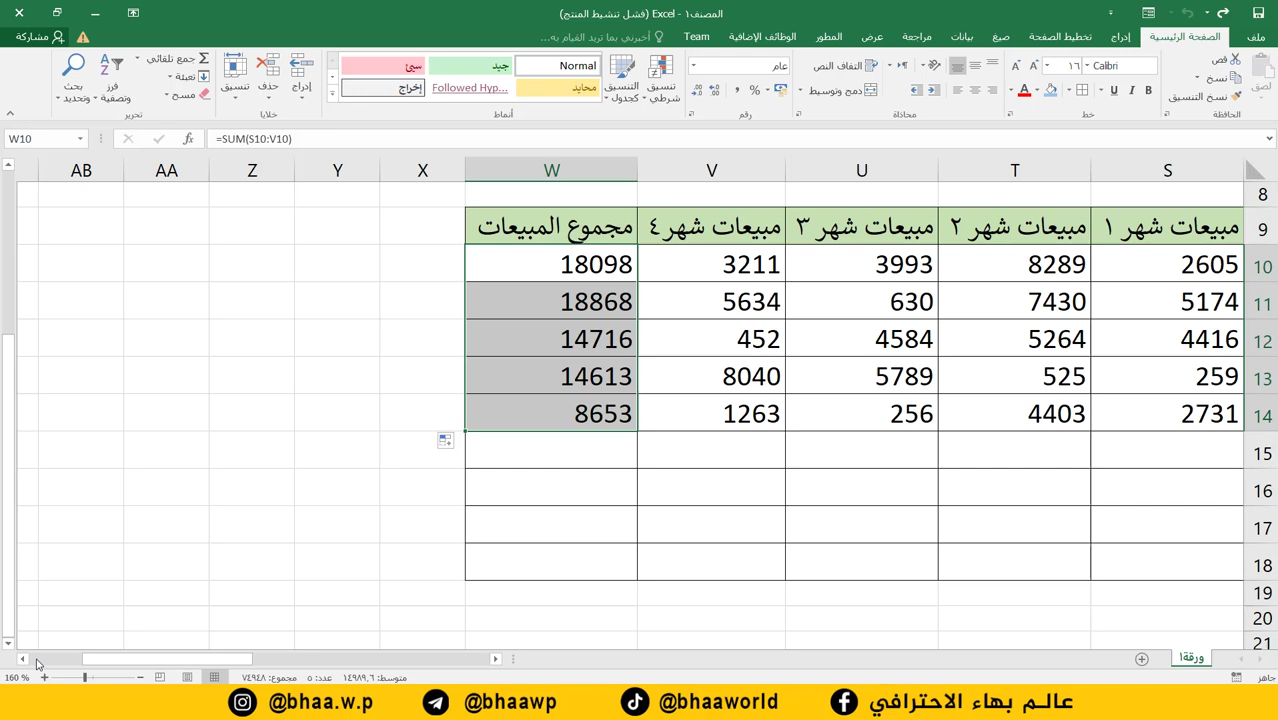 المصنف١ - Excel (فشل تنشيط المنتج)
ملف الصفحة الرئيسية إدراج تخطيط الصفحة صيغ بيانات مراجعة عرض المطور الوظائف الإضافية Team أخبرني بما تريد القيام به... مشاركة
لصق قص نسخ نسخ التنسيق Calibri ١٦ B I U A التفاف النص دمج وتوسيط عام % تنسيق شرطي التنسيق كجدول Normal جيد سيئ محايد Followed Hyp... إخراج إدراج حذف تنسيق جمع تلقائي تعبئة مسح فرز وتصفية بحث وتحديد
الحافظة خط محاذاة رقم أنماط خلايا تحرير
W10 fx =SUM(S10:V10)
S T U V W X Y Z AA AB
8
9 مبيعات شهر ١ مبيعات شهر ٢ مبيعات شهر ٣ مبيعات شهر ٤ مجموع المبيعات
10 2605 8289 3993 3211 18098
11 5174 7430 630 5634 18868
12 4416 5264 4584 452 14716
13 259 525 5789 8040 14613
14 2731 4403 256 1263 8653
15
16
17
18
19
20
21
ورقة١
جاهز متوسط: ١٤٩٨٩٫٦ عدد: ٥ مجموع: ٧٤٩٤٨ 160 %
@bhaa.w.p @bhaawp @bhaaworld عالـم بهاء الاحترافي